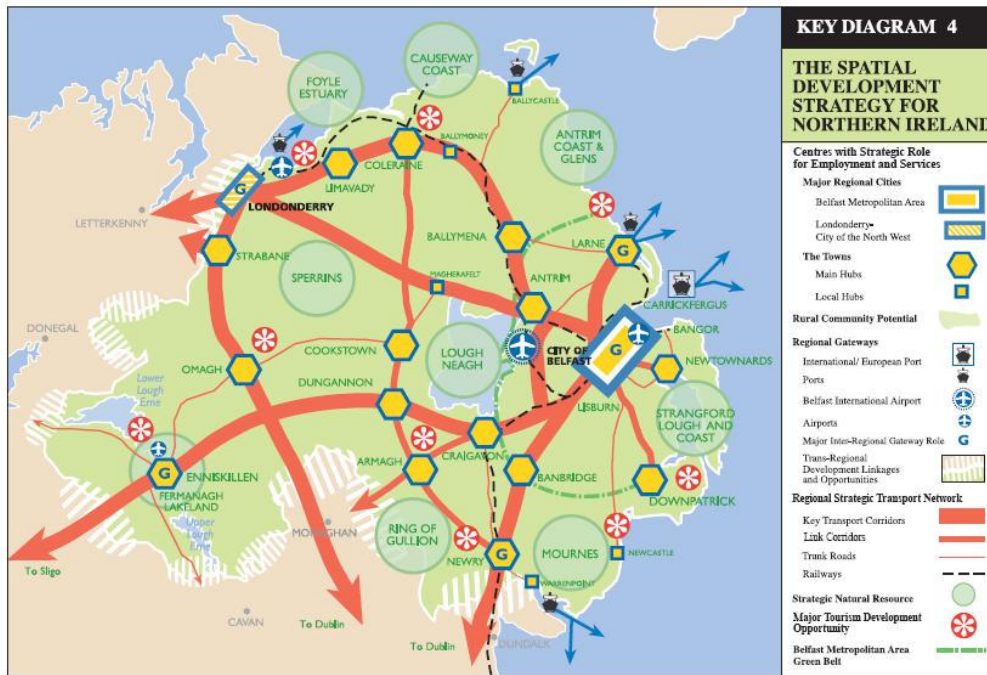 FOYLE
ESTUARY
CAUSEWAY
COAST
BALLYCASTLE
BALLYMONEY
COLERAINE
LIMAVADY
ANTRIM
COAST &
GLENS
G
LONDONDERRY
LETTERKENNY
STRABANE
BALLYMENA
LARNE
G
SPERRINS
MAGHERAFELT
ANTRIM
CARRICKFERGUS
BANGOR
DONEGAL
COOKSTOWN
LOUGH
NEAGH
CITY OF
BELFAST
G
NEWTOWNARDS
OMAGH
DUNGANNON
LISBURN
STRANGFORD
LOUGH AND
COAST
Lower
Lough
Erne
G
ENNISKILLEN
FERMANAGH
LAKELAND
ARMAGH
CRAIGAVON
BANBRIDGE
DOWNPATRICK
Upper
Lough
Erne
MONAGHAN
RING OF
GULLION
NEWRY
G
MOURNES
NEWCASTLE
WARRENPOINT
To Sligo
CAVAN
To Dublin
To Dublin
DUNDALK
KEY DIAGRAM 4
THE SPATIAL
DEVELOPMENT
STRATEGY FOR
NORTHERN IRELAND
Centres with Strategic Role
for Employment and Services
Major Regional Cities
Belfast Metropolitan Area
Londonderry-
City of the North West
The Towns
Main Hubs
Local Hubs
Rural Community Potential
Regional Gateways
International/ European Port
Ports
Belfast International Airport
Airports
Major Inter-Regional Gateway Role
G
Trans-Regional
Development Linkages
and Opportunities
Regional Strategic Transport Network
Key Transport Corridors
Link Corridors
Trunk Roads
Railways
Strategic Natural Resource
Major Tourism Development
Opportunity
Belfast Metropolitan Area
Green Belt